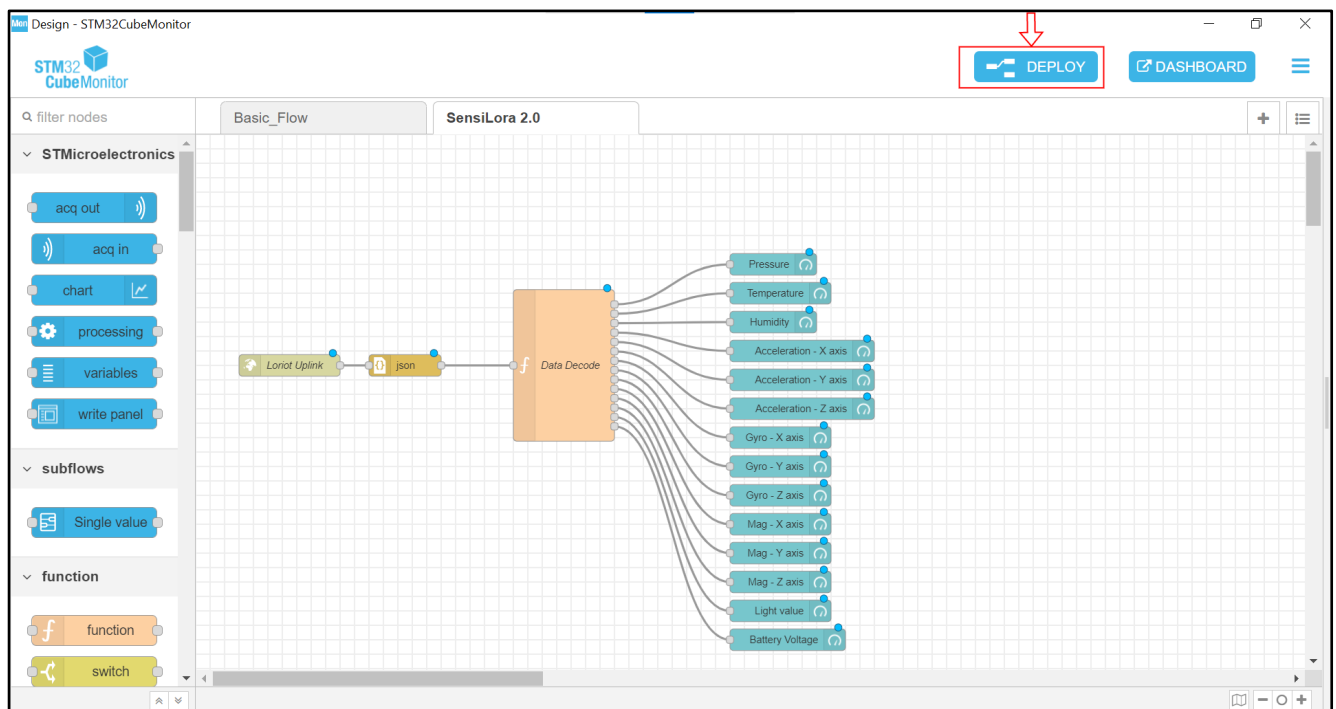 Mon Design - STM32CubeMonitor
STM32
CubeMonitor
DEPLOY
DASHBOARD
filter nodes
Basic_Flow
SensiLora 2.0
STMicroelectronics
acq out
acq in
chart
processing
variables
write panel
subflows
Single value
function
function
switch
Loriot Uplink
json
Data Decode
Pressure
Temperature
Humidity
Acceleration - X axis
Acceleration - Y axis
Acceleration - Z axis
Gyro - X axis
Gyro - Y axis
Gyro - Z axis
Mag - X axis
Mag - Y axis
Mag - Z axis
Light value
Battery Voltage